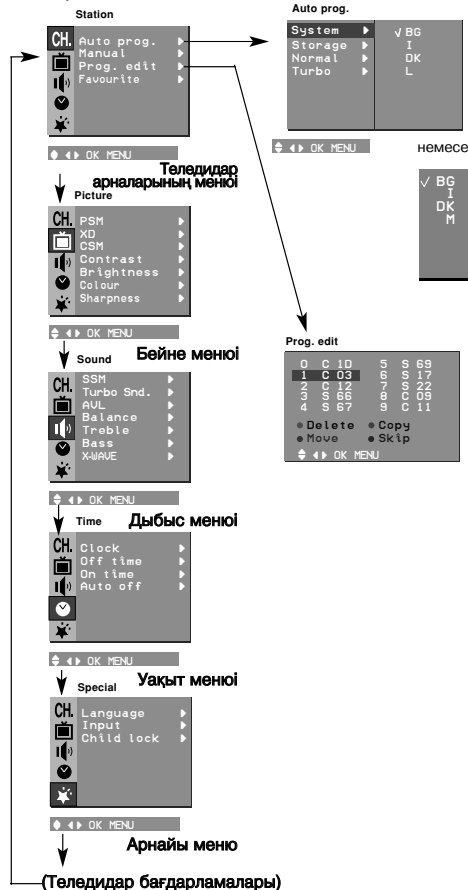 Station
CH.
Auto prog.
Manual
Prog. edit
Favourite
OK MENU
Auto prog.
System √ BG
Storage I
Normal DK
Turbo L
OK MENU
немесе
√ BG
I
DK
M
Теледидар
арналарының менюі
Picture
CH.
PSM
XD
CSM
Contrast
Brightness
Colour
Sharpness
OK MENU
Бейне менюі
Prog. edit
0 C 1D 5 S 69
1 C 03 6 S 17
2 C 12 7 S 22
3 S 66 8 C 09
4 S 67 9 C 11
Delete Copy
Move Skip
OK MENU
Sound
CH.
SSM
Turbo Snd.
AVL
Balance
Treble
Bass
X-WAVE
OK MENU
Дыбыс менюі
Time
CH.
Clock
Off time
On time
Auto off
OK MENU
Уақыт менюі
Special
CH.
Language
Input
Child lock
OK MENU
Арнайы меню
(Теледидар бағдарламалары)